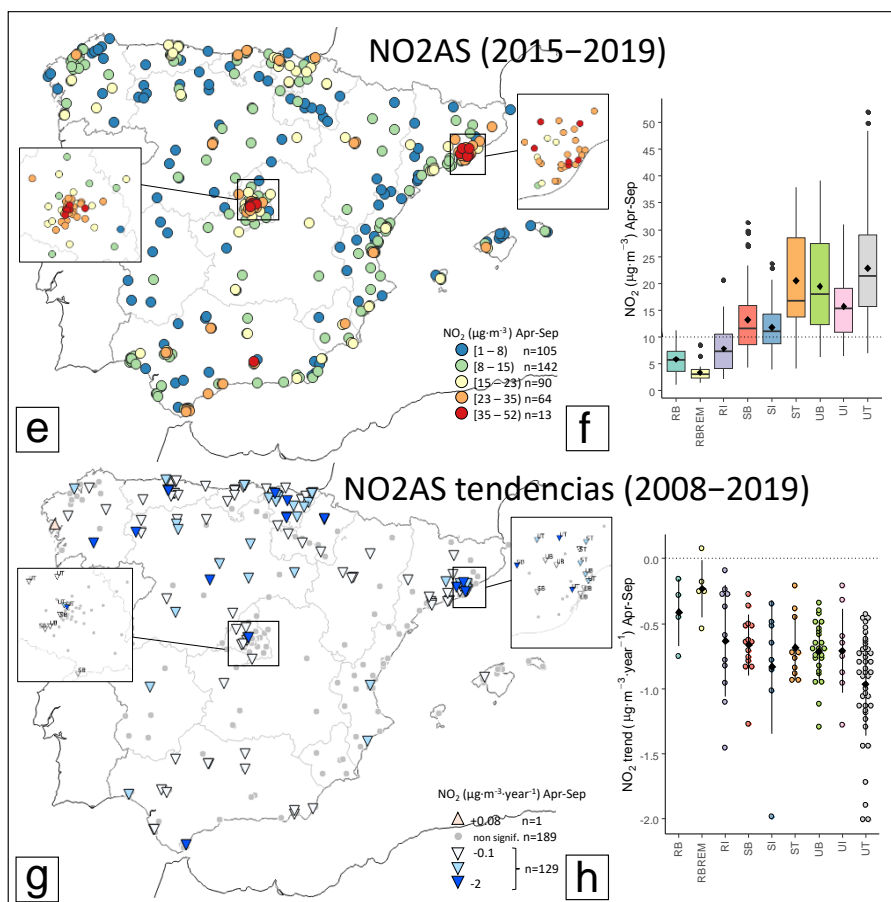 NO2AS (2015−2019)
NO₂ (µg·m⁻³) Apr-Sep
[1 – 8) n=105
[8 – 15) n=142
[15 – 23) n=90
[23 – 35) n=64
[35 – 52) n=13
e
f
NO₂ (µg·m⁻³) Apr-Sep
50
45
40
35
30
25
20
15
10
5
0
RB
RBREM
RI
SB
SI
ST
UB
UI
UT
NO2AS tendencias (2008−2019)
NO₂ (µg·m⁻³·year⁻¹) Apr-Sep
+0.08 n=1
non signif. n=189
-0.1
n=129
-2
g
h
NO₂ trend (µg·m⁻³·year⁻¹) Apr-Sep
0.0
-0.5
-1.0
-1.5
-2.0
RB
RBREM
RI
SB
SI
ST
UB
UI
UT